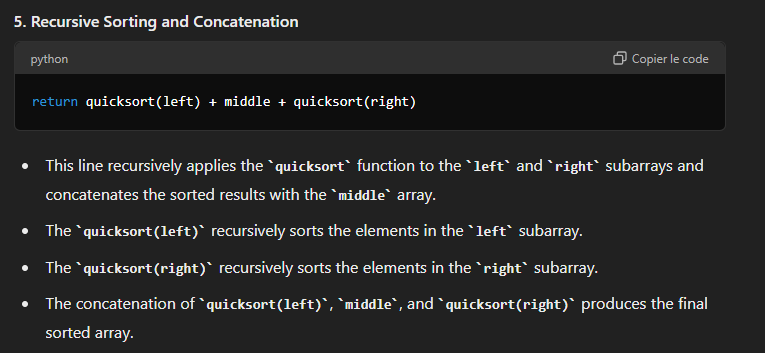 5. Recursive Sorting and Concatenation
python
Copier le code
return quicksort(left) + middle + quicksort(right)
• This line recursively applies the `quicksort` function to the `left` and `right` subarrays and
concatenates the sorted results with the `middle` array.
• The `quicksort(left)` recursively sorts the elements in the `left` subarray.
• The `quicksort(right)` recursively sorts the elements in the `right` subarray.
• The concatenation of `quicksort(left)`, `middle`, and `quicksort(right)` produces the final
sorted array.